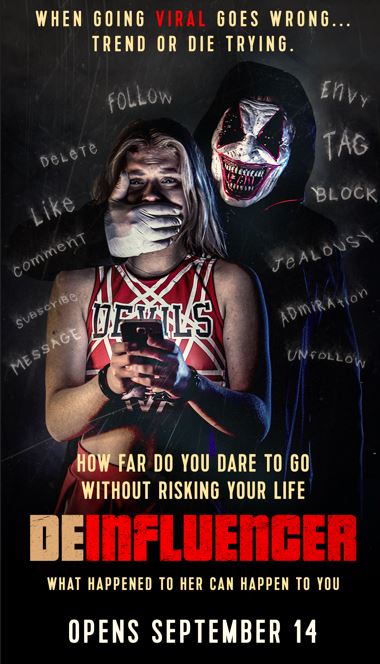 WHEN GOING VIRAL GOES WRONG...
TREND OR DIE TRYING.
FOLLOW
ENVY
DELETE
TAG
Like
BLOCK
comment
JEALOUSY
SUBSCRIBE
ADMIRATION
MESSAGE
UNFOLLOW
DEVILS
HOW FAR DO YOU DARE TO GO
WITHOUT RISKING YOUR LIFE
DEINFLUENCER
WHAT HAPPENED TO HER CAN HAPPEN TO YOU
OPENS SEPTEMBER 14